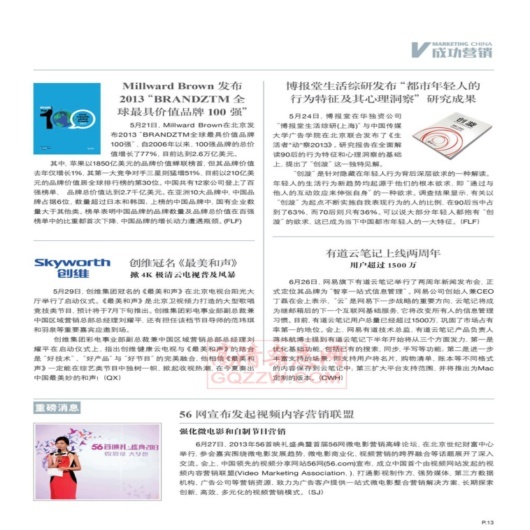 MARKETING CHINA
成功营销
Millward Brown 发布
2013 "BRANDZTM 全
球最具价值品牌 100 强"
5月21日，Millward Brown在北京发
布2013 "BRANDZTM全球最具价值品牌
100强"，自2006年以来，100强品牌的总价
值增长了77%，目前达到2.6万亿美元。
其中，苹果以1850亿美元的品牌价值蝉联榜首，但其品牌价值
去年仅增长1%，其第一大竞争对手三星则猛增51%，目前以210亿美
元的品牌价值居全球排行榜的第30位。中国共有12家公司登上了百
强榜单，品牌总价值达到2.7千亿美元。在亚洲10大品牌中，中国品
牌占据6位，数量超过日本和韩国。上榜的中国品牌中，国有企业数
量大于其他类。榜单表明中国的品牌数量及品牌总价值在百强
榜单中的比重都首次下降，中国品牌的增长动力遭遇瓶颈。(FLF)
博报堂生活综研发布"都市年轻人的
行为特征及其心理洞察"研究成果
5月24日，博报堂在华独资公司
"博报堂生活综研(上海)"与中国传媒
大学广告学院在北京联合发布了《生
活者"动"察2013》，研究报告在全面解
读90后的行为特征和心理洞察的基础
上，提出了"创漩"这一独特见解。
"创漩"是针对隐藏在年轻人行为背后深层欲求的一种解读。
年轻人的生活行为新趋势均起源于他们的根本欲求，即"通过与
他人的互动效应来伸张自我"的一种欲求。调查结果显示，有关以
"创漩"为起点不断实施自我表现行为的人的比例，在90后当中占
到了63%，而70后则只有36%，可以说大部分年轻人都抱有"创
漩"的欲求，这已成为当下中国都市年轻人的一大特征。(FLF)
Skyworth
创维
创维冠名《最美和声》
掀 4K 极清云电视普及风暴
5月29日，创维集团冠名的《最美和声》在北京电视台阳光大
厅举行了启动仪式。《最美和声》是北京卫视倾力打造的大型歌唱
竞技类节目，预计将于7月下旬推出。创维集团彩电事业部副总裁兼
中国区域营销总部总经理刘耀平，还有担任该档节目导师的范玮琪
和羽泉等重要嘉宾应邀到场。
创维集团彩电事业部副总裁兼中国区域营销总部总经理刘
耀平在启动仪式上，指出创维健康云电视与《最美和声》的结合
是"好技术"、"好产品"与"好节目"的完美融合，他相信《最美和
声》一定能在综艺类节目中独树一帜，掀起收视热潮，在今夏奏出
中国最美妙的和声！(QX)
有道云笔记上线两周年
用户超过 1500 万
6月26日，网易旗下有道云笔记举行了两周年新闻发布会，正
式定位其品牌为"智享一站式信息管理"。网易公司创始人兼CEO
丁磊在会上表示，"云"是网易下一步战略的重要方向，云笔记将成
为继邮箱后的下一个互联网基础服务，它将改变所有人的信息管理
习惯。目前，有道云笔记用户总量已经超过1500万，巩固了市场占有
率第一的地位。会上，网易有道技术总监、有道云笔记产品负责人
蒋炜航博士提到有道云笔记下半年开始将从三个方面发力，第一是
优化基础功能，包括已有的搜索、同步、手写等功能，第二是进一步
丰富支持的场景，即支持用户将名片、购物清单、账本等不同格式
的内容保存到云笔记中，第三扩大平台支持范围，并将推出为Mac
定制的版本。(CWH)
重磅消息
56 网宣布发起视频内容营销联盟
强化微电影和自制节目营销
6月27日，2013年56首映礼盛典暨首届56网微电影营销高峰论坛，在北京世纪财富中心
举行，参会嘉宾围绕微电影发展趋势、微电影商业化、视频营销的跨界融合等话题展开了深入
交流。会上，中国领先的视频分享网站56网(56.com)宣布，成立中国首个由视频网站发起的视
频内容营销联盟(Video Marketing Association)，打通影视制作方、强势媒体、第三方数据
机构、广告公司等营销资源，致力为广告客户提供一站式微电影整合营销解决方案，长期探索
创新、高效、多元化的视频营销模式。(SJ)
P.13